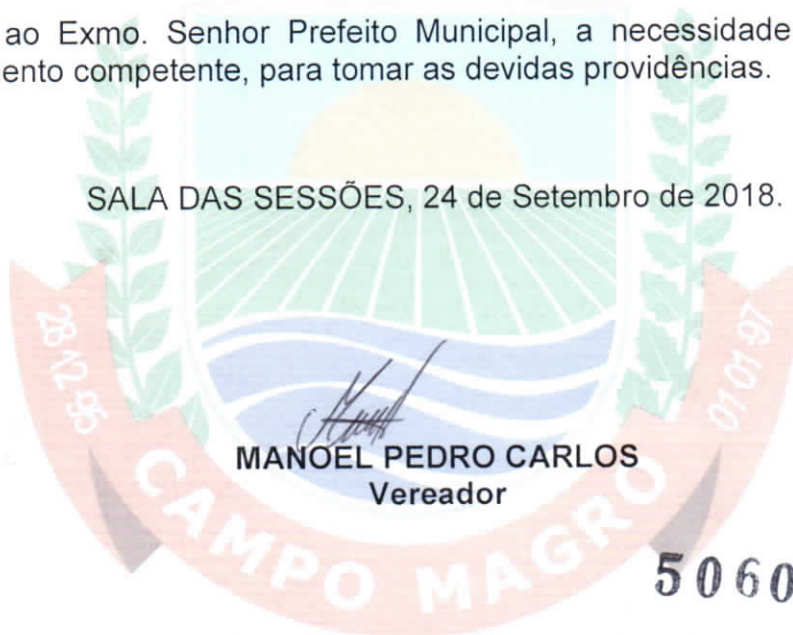 ao Exmo. Senhor Prefeito Municipal, a necessidade
ento competente, para tomar as devidas providências.
SALA DAS SESSÕES, 24 de Setembro de 2018.
28 12 95
01 01 97
MANOEL PEDRO CARLOS
Vereador
CAMPO MAGRO
5060